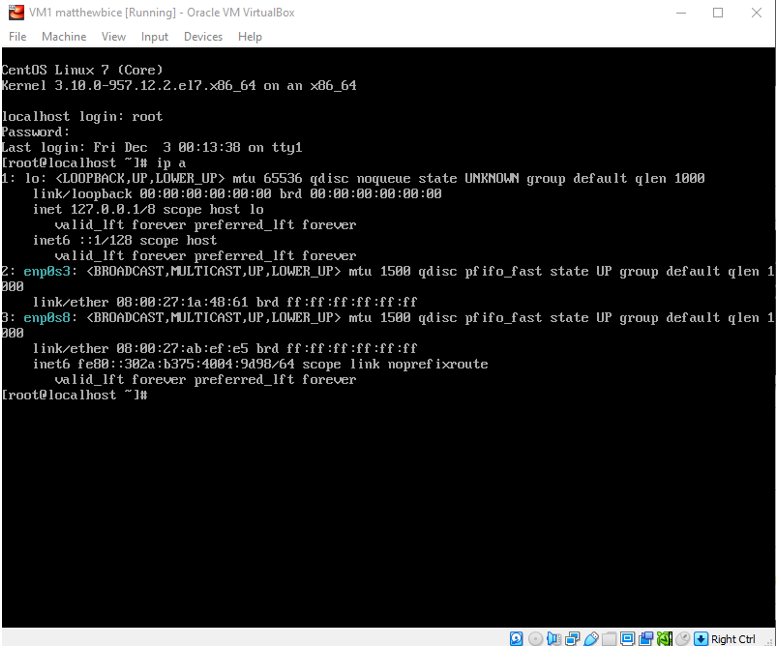 VM1 matthewbice [Running] - Oracle VM VirtualBox
File Machine View Input Devices Help
CentOS Linux 7 (Core)
Kernel 3.10.0-957.12.2.el7.x86_64 on an x86_64
localhost login: root
Password:
Last login: Fri Dec  3 00:13:38 on tty1
[root@localhost ~]# ip a
1: lo: <LOOPBACK,UP,LOWER_UP> mtu 65536 qdisc noqueue state UNKNOWN group default qlen 1000
    link/loopback 00:00:00:00:00:00 brd 00:00:00:00:00:00
    inet 127.0.0.1/8 scope host lo
       valid_lft forever preferred_lft forever
    inet6 ::1/128 scope host
       valid_lft forever preferred_lft forever
2: enp0s3: <BROADCAST,MULTICAST,UP,LOWER_UP> mtu 1500 qdisc pfifo_fast state UP group default qlen 1
000
    link/ether 08:00:27:1a:48:61 brd ff:ff:ff:ff:ff:ff
3: enp0s8: <BROADCAST,MULTICAST,UP,LOWER_UP> mtu 1500 qdisc pfifo_fast state UP group default qlen 1
000
    link/ether 08:00:27:ab:ef:e5 brd ff:ff:ff:ff:ff:ff
    inet6 fe80::302a:b375:4004:9d98/64 scope link noprefixroute
       valid_lft forever preferred_lft forever
[root@localhost ~]#
Right Ctrl